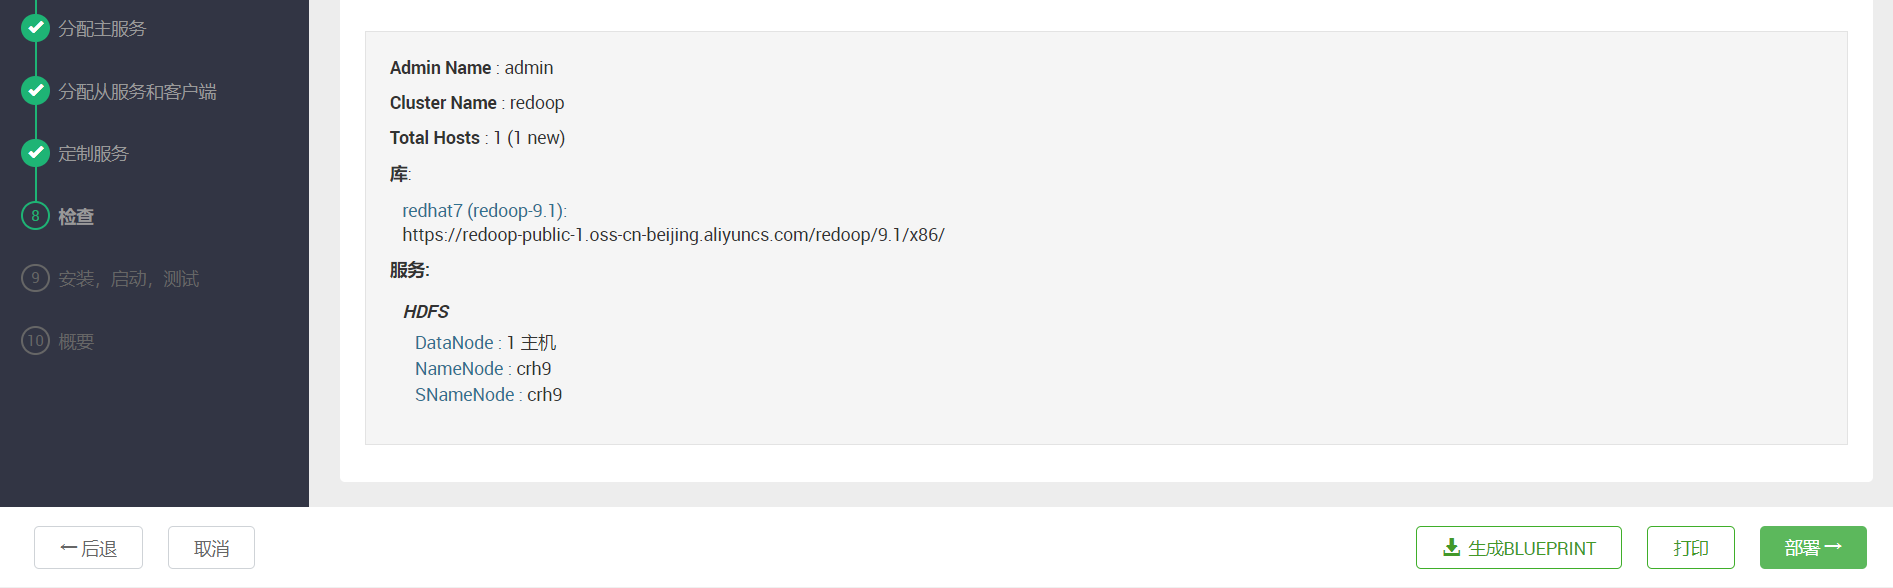 分配主服务
分配从服务和客户端
定制服务
8 检查
9 安装，启动，测试
10 概要
Admin Name : admin
Cluster Name : redoop
Total Hosts : 1 (1 new)
库:
redhat7 (redoop-9.1):
https://redoop-public-1.oss-cn-beijing.aliyuncs.com/redoop/9.1/x86/
服务:
HDFS
DataNode : 1 主机
NameNode : crh9
SNameNode : crh9
←后退
取消
生成BLUEPRINT
打印
部署→